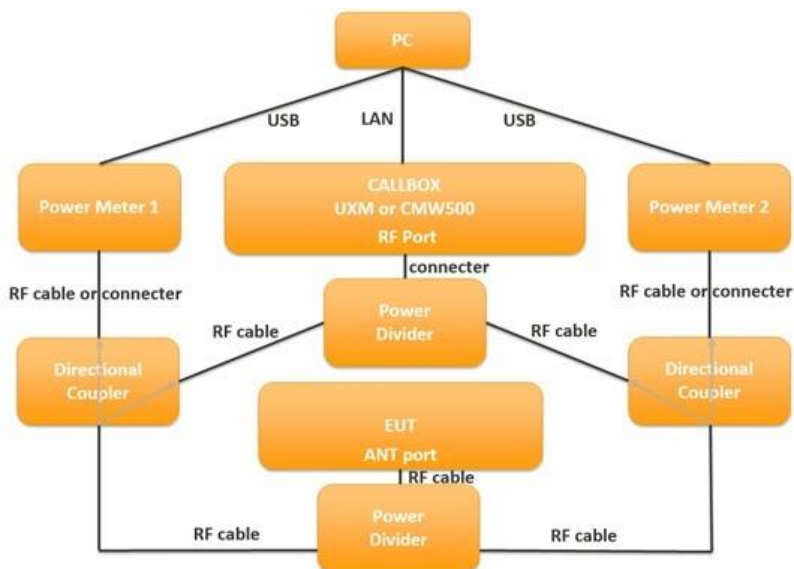 PC
USB
LAN
USB
Power Meter 1
CALLBOX
UXM or CMW500
RF Port
Power Meter 2
connecter
RF cable or connecter
RF cable or connecter
Power
Divider
RF cable
RF cable
Directional
Coupler
Directional
Coupler
EUT
ANT port
RF cable
Power
Divider
RF cable
RF cable